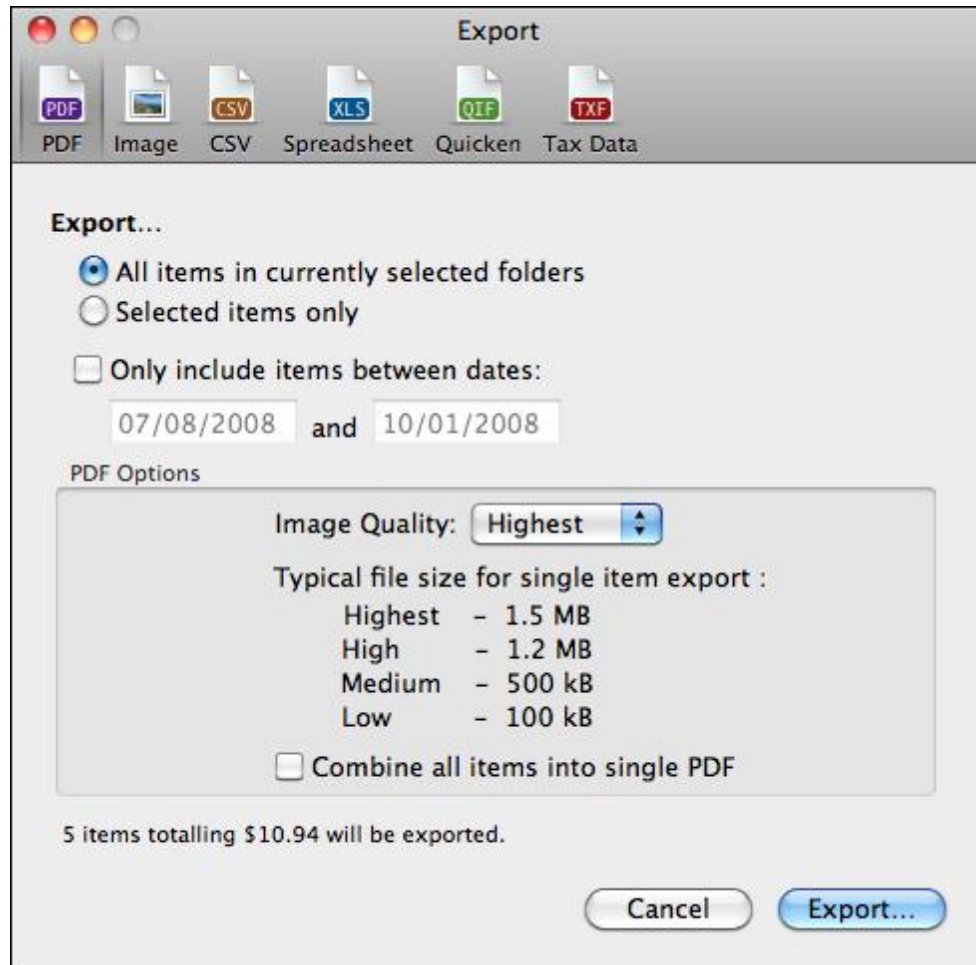 Export
PDF CSV XLS QIF TXF
PDF Image CSV Spreadsheet Quicken Tax Data
Export...
All items in currently selected folders
Selected items only
Only include items between dates:
07/08/2008 and 10/01/2008
PDF Options
Image Quality: Highest
Typical file size for single item export :
Highest – 1.5 MB
High – 1.2 MB
Medium – 500 kB
Low – 100 kB
Combine all items into single PDF
5 items totalling $10.94 will be exported.
Cancel Export...